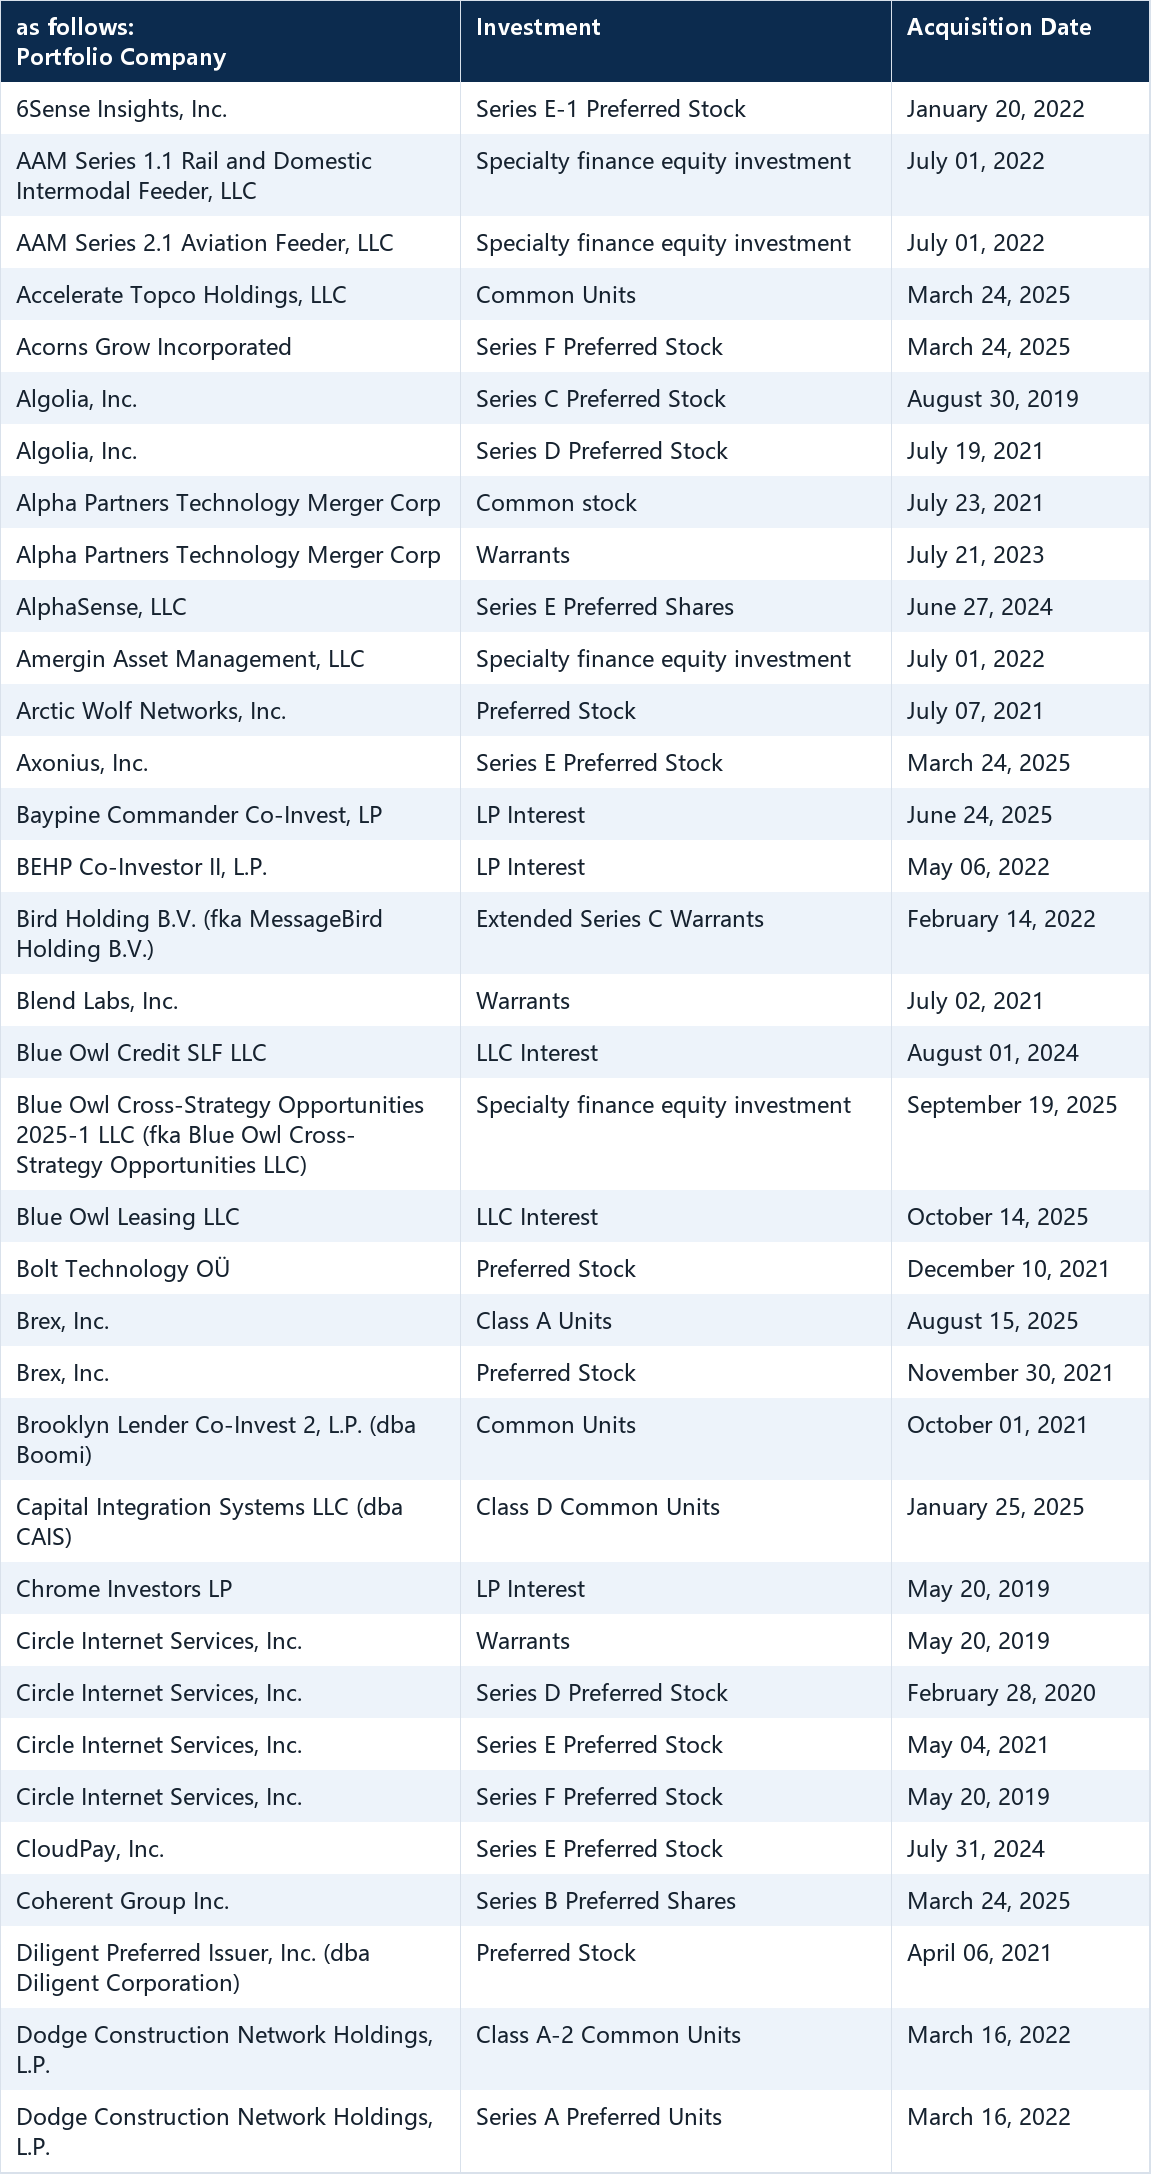 as follows:
Portfolio Company Investment Acquisition Date
6Sense Insights, Inc. Series E-1 Preferred Stock January 20, 2022
AAM Series 1.1 Rail and Domestic Specialty finance equity investment July 01, 2022
Intermodal Feeder, LLC
AAM Series 2.1 Aviation Feeder, LLC Specialty finance equity investment July 01, 2022
Accelerate Topco Holdings, LLC Common Units March 24, 2025
Acorns Grow Incorporated Series F Preferred Stock March 24, 2025
Algolia, Inc. Series C Preferred Stock August 30, 2019
Algolia, Inc. Series D Preferred Stock July 19, 2021
Alpha Partners Technology Merger Corp Common stock July 23, 2021
Alpha Partners Technology Merger Corp Warrants July 21, 2023
AlphaSense, LLC Series E Preferred Shares June 27, 2024
Amergin Asset Management, LLC Specialty finance equity investment July 01, 2022
Arctic Wolf Networks, Inc. Preferred Stock July 07, 2021
Axonius, Inc. Series E Preferred Stock March 24, 2025
Baypine Commander Co-Invest, LP LP Interest June 24, 2025
BEHP Co-Investor II, L.P. LP Interest May 06, 2022
Bird Holding B.V. (fka MessageBird Extended Series C Warrants February 14, 2022
Holding B.V.)
Blend Labs, Inc. Warrants July 02, 2021
Blue Owl Credit SLF LLC LLC Interest August 01, 2024
Blue Owl Cross-Strategy Opportunities Specialty finance equity investment September 19, 2025
2025-1 LLC (fka Blue Owl Cross-
Strategy Opportunities LLC)
Blue Owl Leasing LLC LLC Interest October 14, 2025
Bolt Technology OÜ Preferred Stock December 10, 2021
Brex, Inc. Class A Units August 15, 2025
Brex, Inc. Preferred Stock November 30, 2021
Brooklyn Lender Co-Invest 2, L.P. (dba Common Units October 01, 2021
Boomi)
Capital Integration Systems LLC (dba Class D Common Units January 25, 2025
CAIS)
Chrome Investors LP LP Interest May 20, 2019
Circle Internet Services, Inc. Warrants May 20, 2019
Circle Internet Services, Inc. Series D Preferred Stock February 28, 2020
Circle Internet Services, Inc. Series E Preferred Stock May 04, 2021
Circle Internet Services, Inc. Series F Preferred Stock May 20, 2019
CloudPay, Inc. Series E Preferred Stock July 31, 2024
Coherent Group Inc. Series B Preferred Shares March 24, 2025
Diligent Preferred Issuer, Inc. (dba Preferred Stock April 06, 2021
Diligent Corporation)
Dodge Construction Network Holdings, Class A-2 Common Units March 16, 2022
L.P.
Dodge Construction Network Holdings, Series A Preferred Units March 16, 2022
L.P.